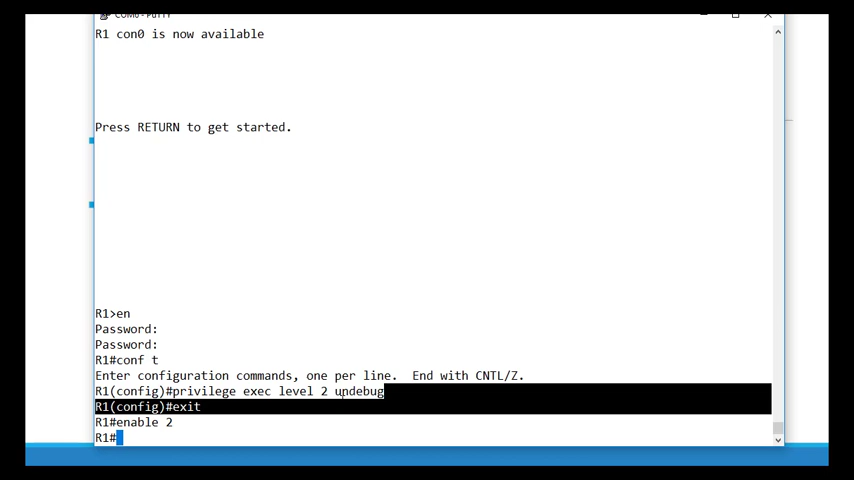 COM6 - PuTTY
R1 con0 is now available
Press RETURN to get started.
R1>en
Password:
Password:
R1#conf t
Enter configuration commands, one per line.  End with CNTL/Z.
R1(config)#privilege exec level 2 undebug
R1(config)#exit
R1#enable 2
R1#